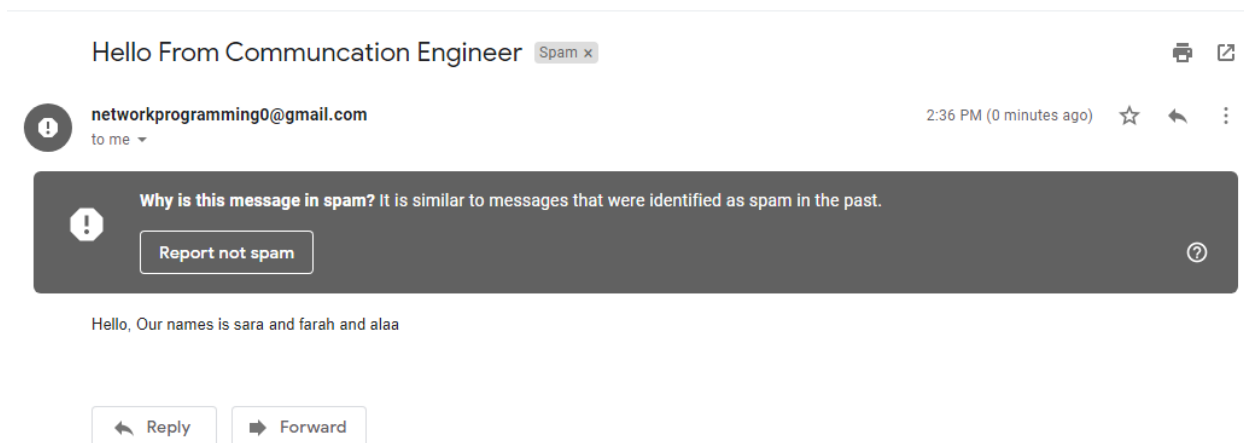 Hello From Communcation Engineer Spam x
networkprogramming0@gmail.com 2:36 PM (0 minutes ago)
to me
Why is this message in spam? It is similar to messages that were identified as spam in the past.
Report not spam
Hello, Our names is sara and farah and alaa
Reply Forward